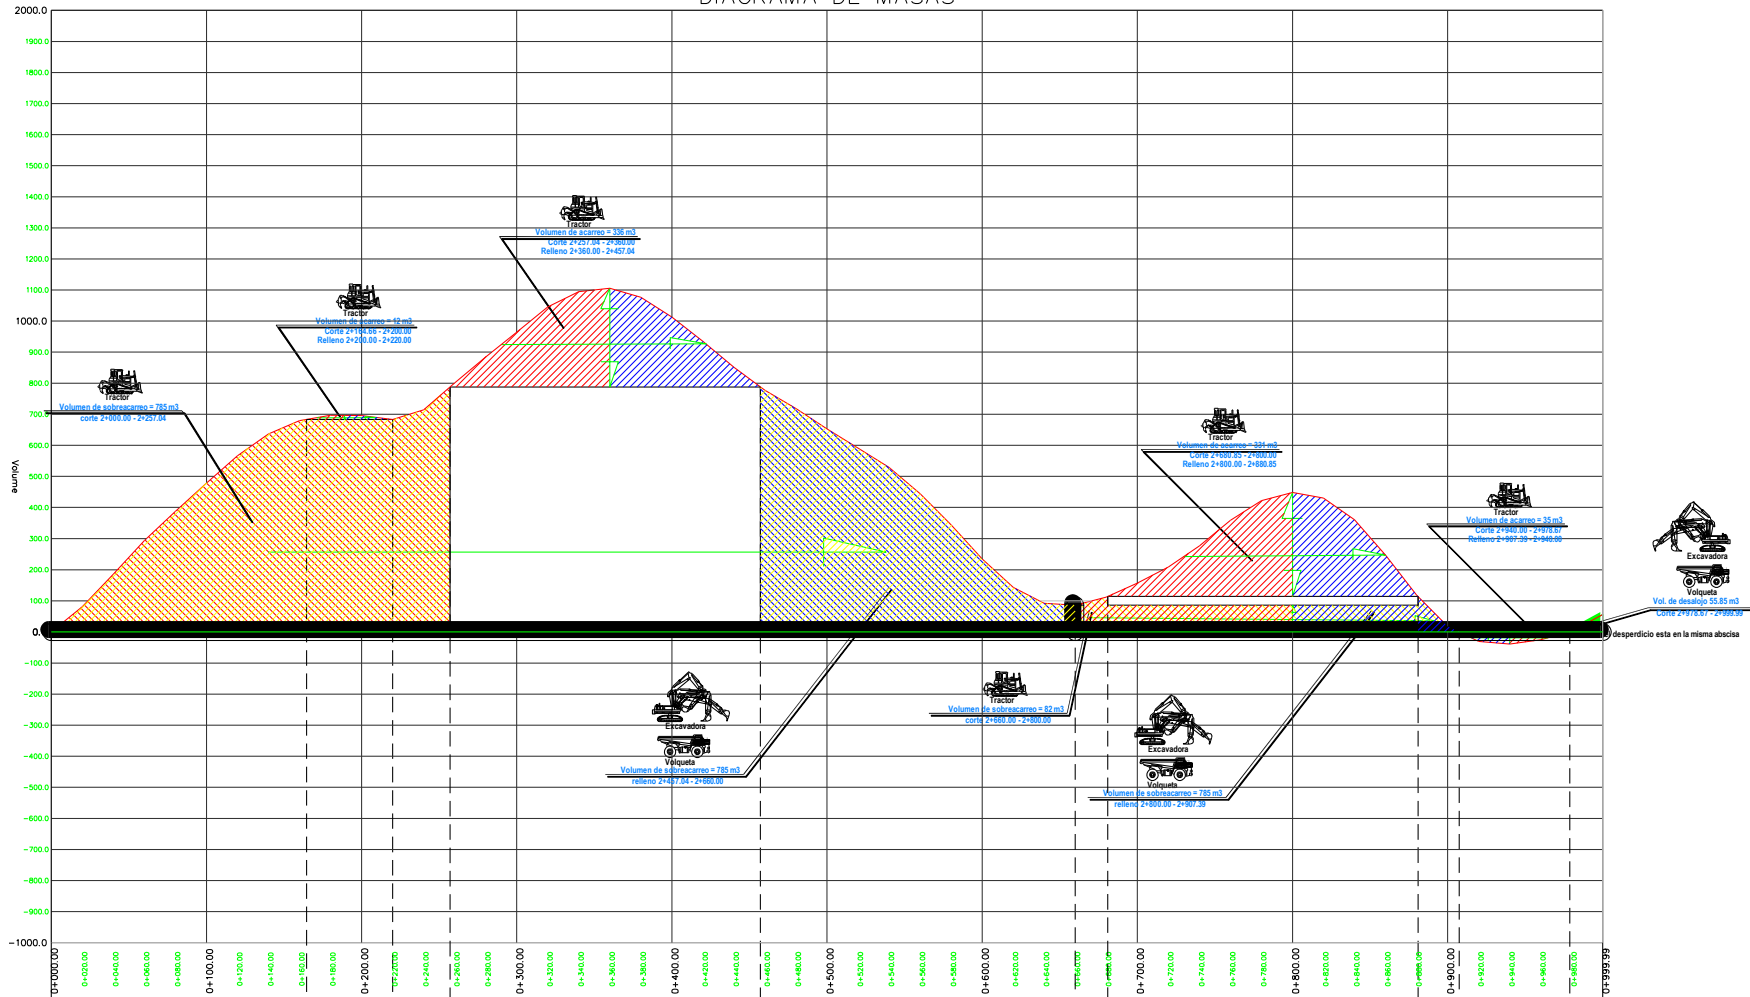 DIAGRAMA DE MASAS
2000.0
1900.0
1800.0
1700.0
1600.0
1500.0
1400.0
1300.0
1200.0
1100.0
1000.0
900.0
800.0
700.0
600.0
500.0
400.0
300.0
200.0
100.0
0.0
-100.0
-200.0
-300.0
-400.0
-500.0
-600.0
-700.0
-800.0
-900.0
-1000.0
Volume
Tractor
Volumen de sobreacarreo = 785 m3
corte 2+000.00 - 2+257.04
Tractor
Volumen de acarreo = 12 m3
Corte 2+164.66 - 2+200.00
Relleno 2+200.00 - 2+220.00
Tractor
Volumen de acarreo = 336 m3
Corte 2+257.04 - 2+360.00
Relleno 2+360.00 - 2+457.04
Excavadora
Volqueta
Volumen de sobreacarreo = 785 m3
relleno 2+457.04 - 2+660.00
Tractor
Volumen de sobreacarreo = 82 m3
corte 2+660.00 - 2+800.00
Excavadora
Volqueta
Volumen de sobreacarreo = 785 m3
relleno 2+800.00 - 2+907.39
Tractor
Volumen de acarreo = 331 m3
Corte 2+680.85 - 2+800.00
Relleno 2+800.00 - 2+880.85
Tractor
Volumen de acarreo = 35 m3
Corte 2+940.00 - 2+978.67
Relleno 2+907.39 - 2+940.00
Excavadora
Volqueta
Vol. de desalojo 55.85 m3
Corte 2+978.67 - 2+999.99
desperdicio esta en la misma abscisa
0+000.00
0+020.00
0+040.00
0+060.00
0+080.00
0+100.00
0+120.00
0+140.00
0+160.00
0+180.00
0+200.00
0+220.00
0+240.00
0+260.00
0+280.00
0+300.00
0+320.00
0+340.00
0+360.00
0+380.00
0+400.00
0+420.00
0+440.00
0+460.00
0+480.00
0+500.00
0+520.00
0+540.00
0+560.00
0+580.00
0+600.00
0+620.00
0+640.00
0+660.00
0+680.00
0+700.00
0+720.00
0+740.00
0+760.00
0+780.00
0+800.00
0+820.00
0+840.00
0+860.00
0+880.00
0+900.00
0+920.00
0+940.00
0+960.00
0+980.00
0+999.99